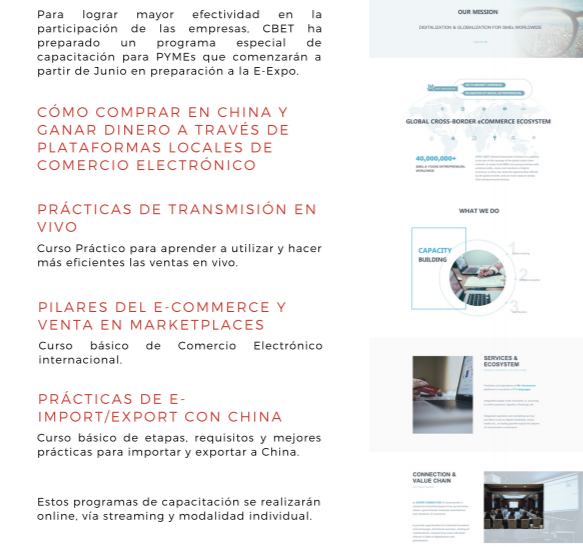 Para lograr mayor efectividad en la
participación de las empresas, CBET ha
preparado un programa especial de
capacitación para PYMEs que comenzarán a
partir de Junio en preparación a la E-Expo.
CÓMO COMPRAR EN CHINA Y
GANAR DINERO A TRAVÉS DE
PLATAFORMAS LOCALES DE
COMERCIO ELECTRÓNICO
PRÁCTICAS DE TRANSMISIÓN EN
VIVO
Curso Práctico para aprender a utilizar y hacer
más eficientes las ventas en vivo.
PILARES DEL E-COMMERCE Y
VENTA EN MARKETPLACES
Curso básico de Comercio Electrónico
internacional.
PRÁCTICAS DE E-
IMPORT/EXPORT CON CHINA
Curso básico de etapas, requisitos y mejores
prácticas para importar y exportar a China.
Estos programas de capacitación se realizarán
online, vía streaming y modalidad individual.
OUR MISSION
DIGITALIZATION & GLOBALIZATION FOR SMEs WORLDWIDE
GLOBAL CROSS-BORDER eCOMMERCE ECOSYSTEM
40,000,000+
WHAT WE DO
CAPACITY
BUILDING
1
2
3
SERVICES &
ECOSYSTEM
CONNECTION &
VALUE CHAIN